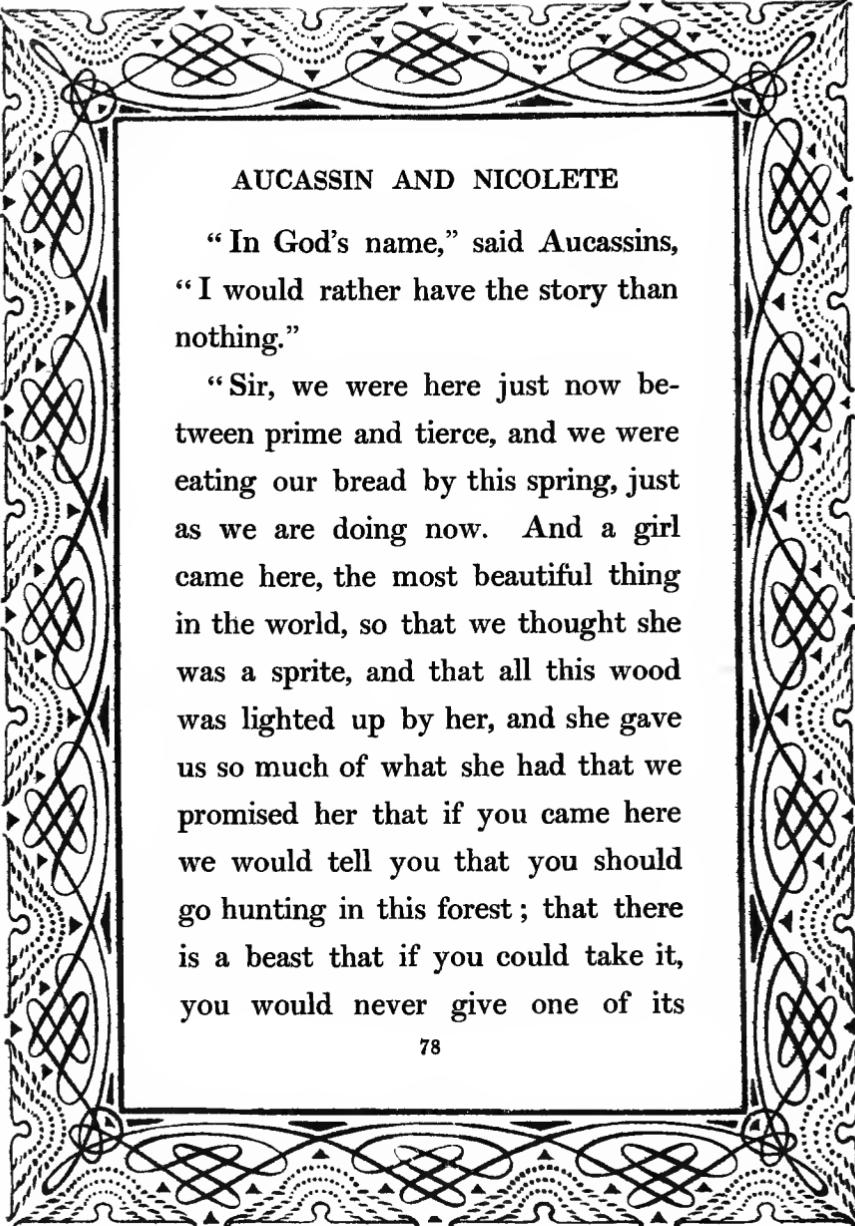 AUCASSIN AND NICOLETE
“In God’s name,” said Aucassins,
“I would rather have the story than
nothing.”
“Sir, we were here just now be-
tween prime and tierce, and we were
eating our bread by this spring, just
as we are doing now. And a girl
came here, the most beautiful thing
in the world, so that we thought she
was a sprite, and that all this wood
was lighted up by her, and she gave
us so much of what she had that we
promised her that if you came here
we would tell you that you should
go hunting in this forest; that there
is a beast that if you could take it,
you would never give one of its
78